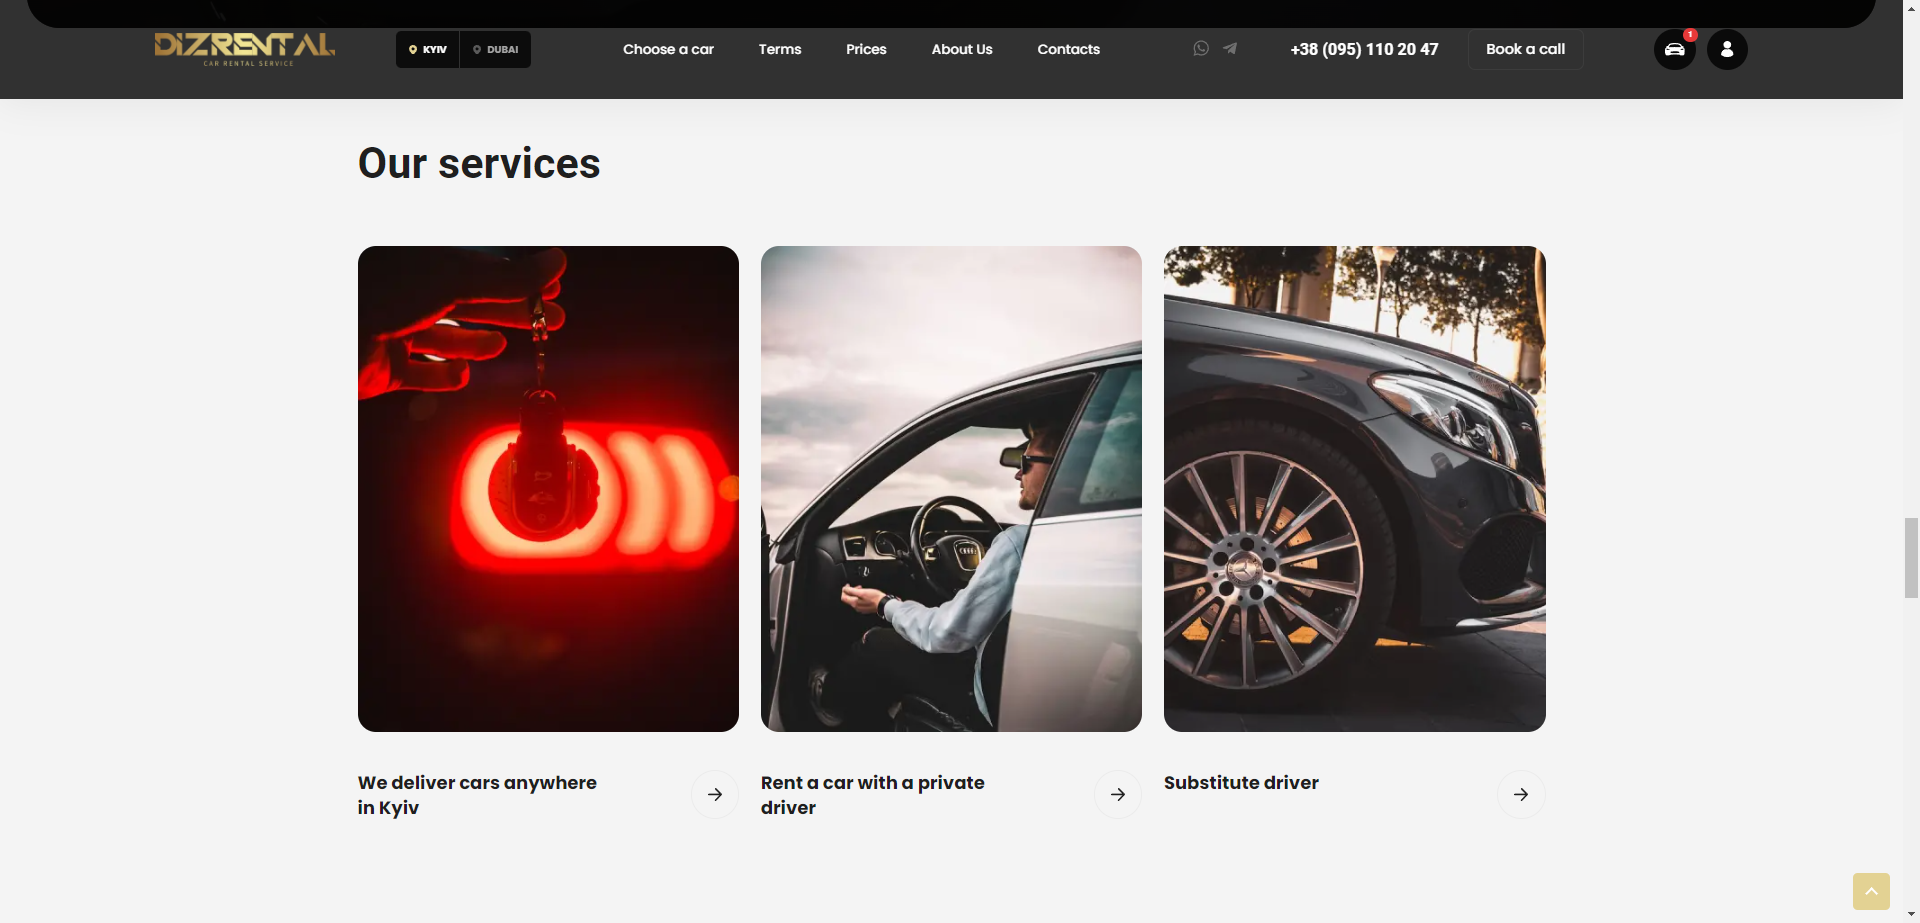 DIZRENTAL
CAR RENTAL SERVICE
KYIV
DUBAI
Choose a car
Terms
Prices
About Us
Contacts
+38 (095) 110 20 47
Book a call
1
Our services
We deliver cars anywhere
in Kyiv
Rent a car with a private
driver
Substitute driver